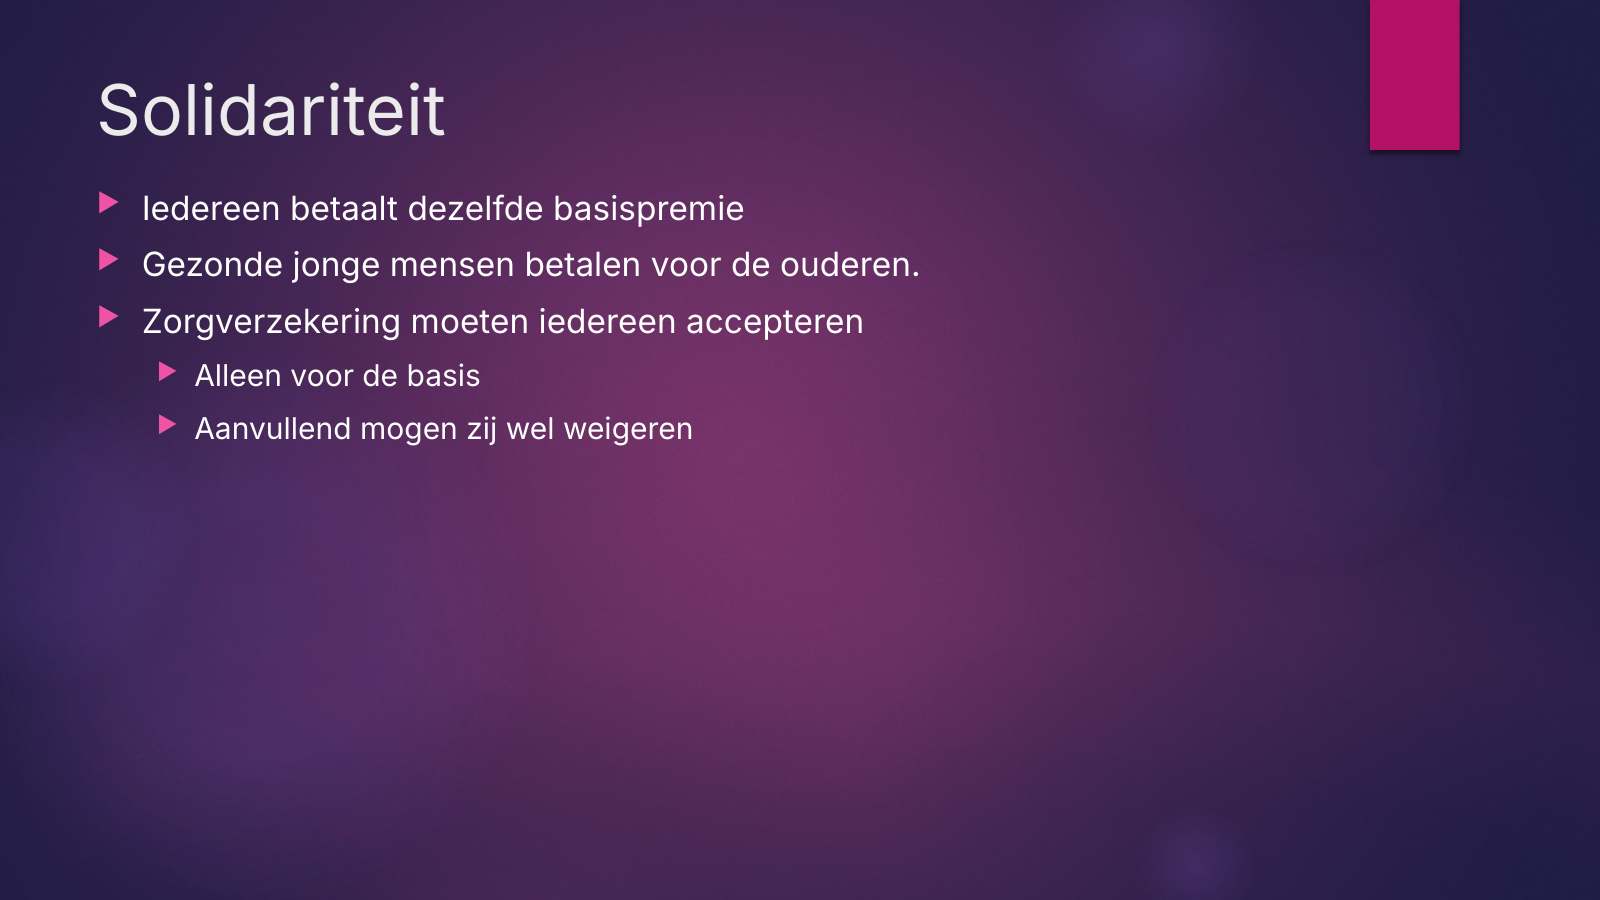 Solidariteit
Iedereen betaalt dezelfde basispremie
Gezonde jonge mensen betalen voor de ouderen.
Zorgverzekering moeten iedereen accepteren
Alleen voor de basis
Aanvullend mogen zij wel weigeren